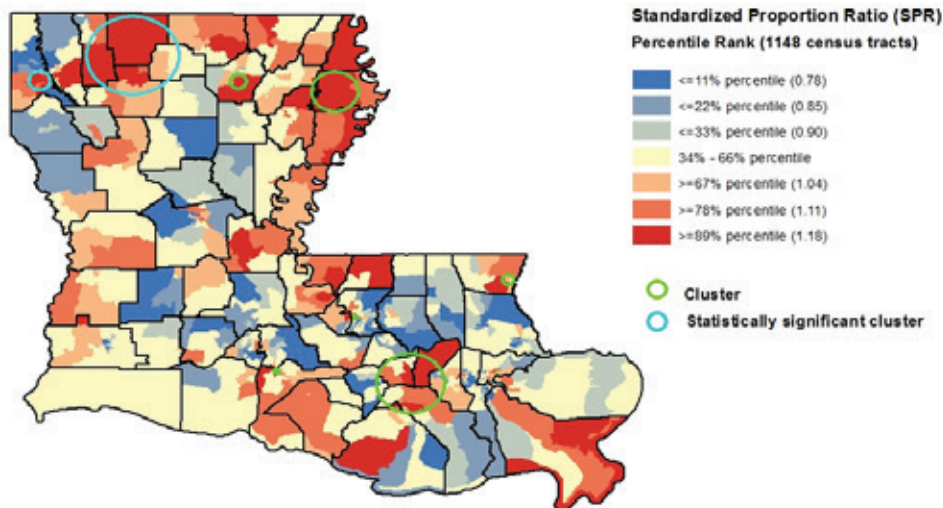 Standardized Proportion Ratio (SPR)
Percentile Rank (1148 census tracts)
<=11% percentile (0.78)
<=22% percentile (0.85)
<=33% percentile (0.90)
34% - 66% percentile
>=67% percentile (1.04)
>=78% percentile (1.11)
>=89% percentile (1.18)
Cluster
Statistically significant cluster